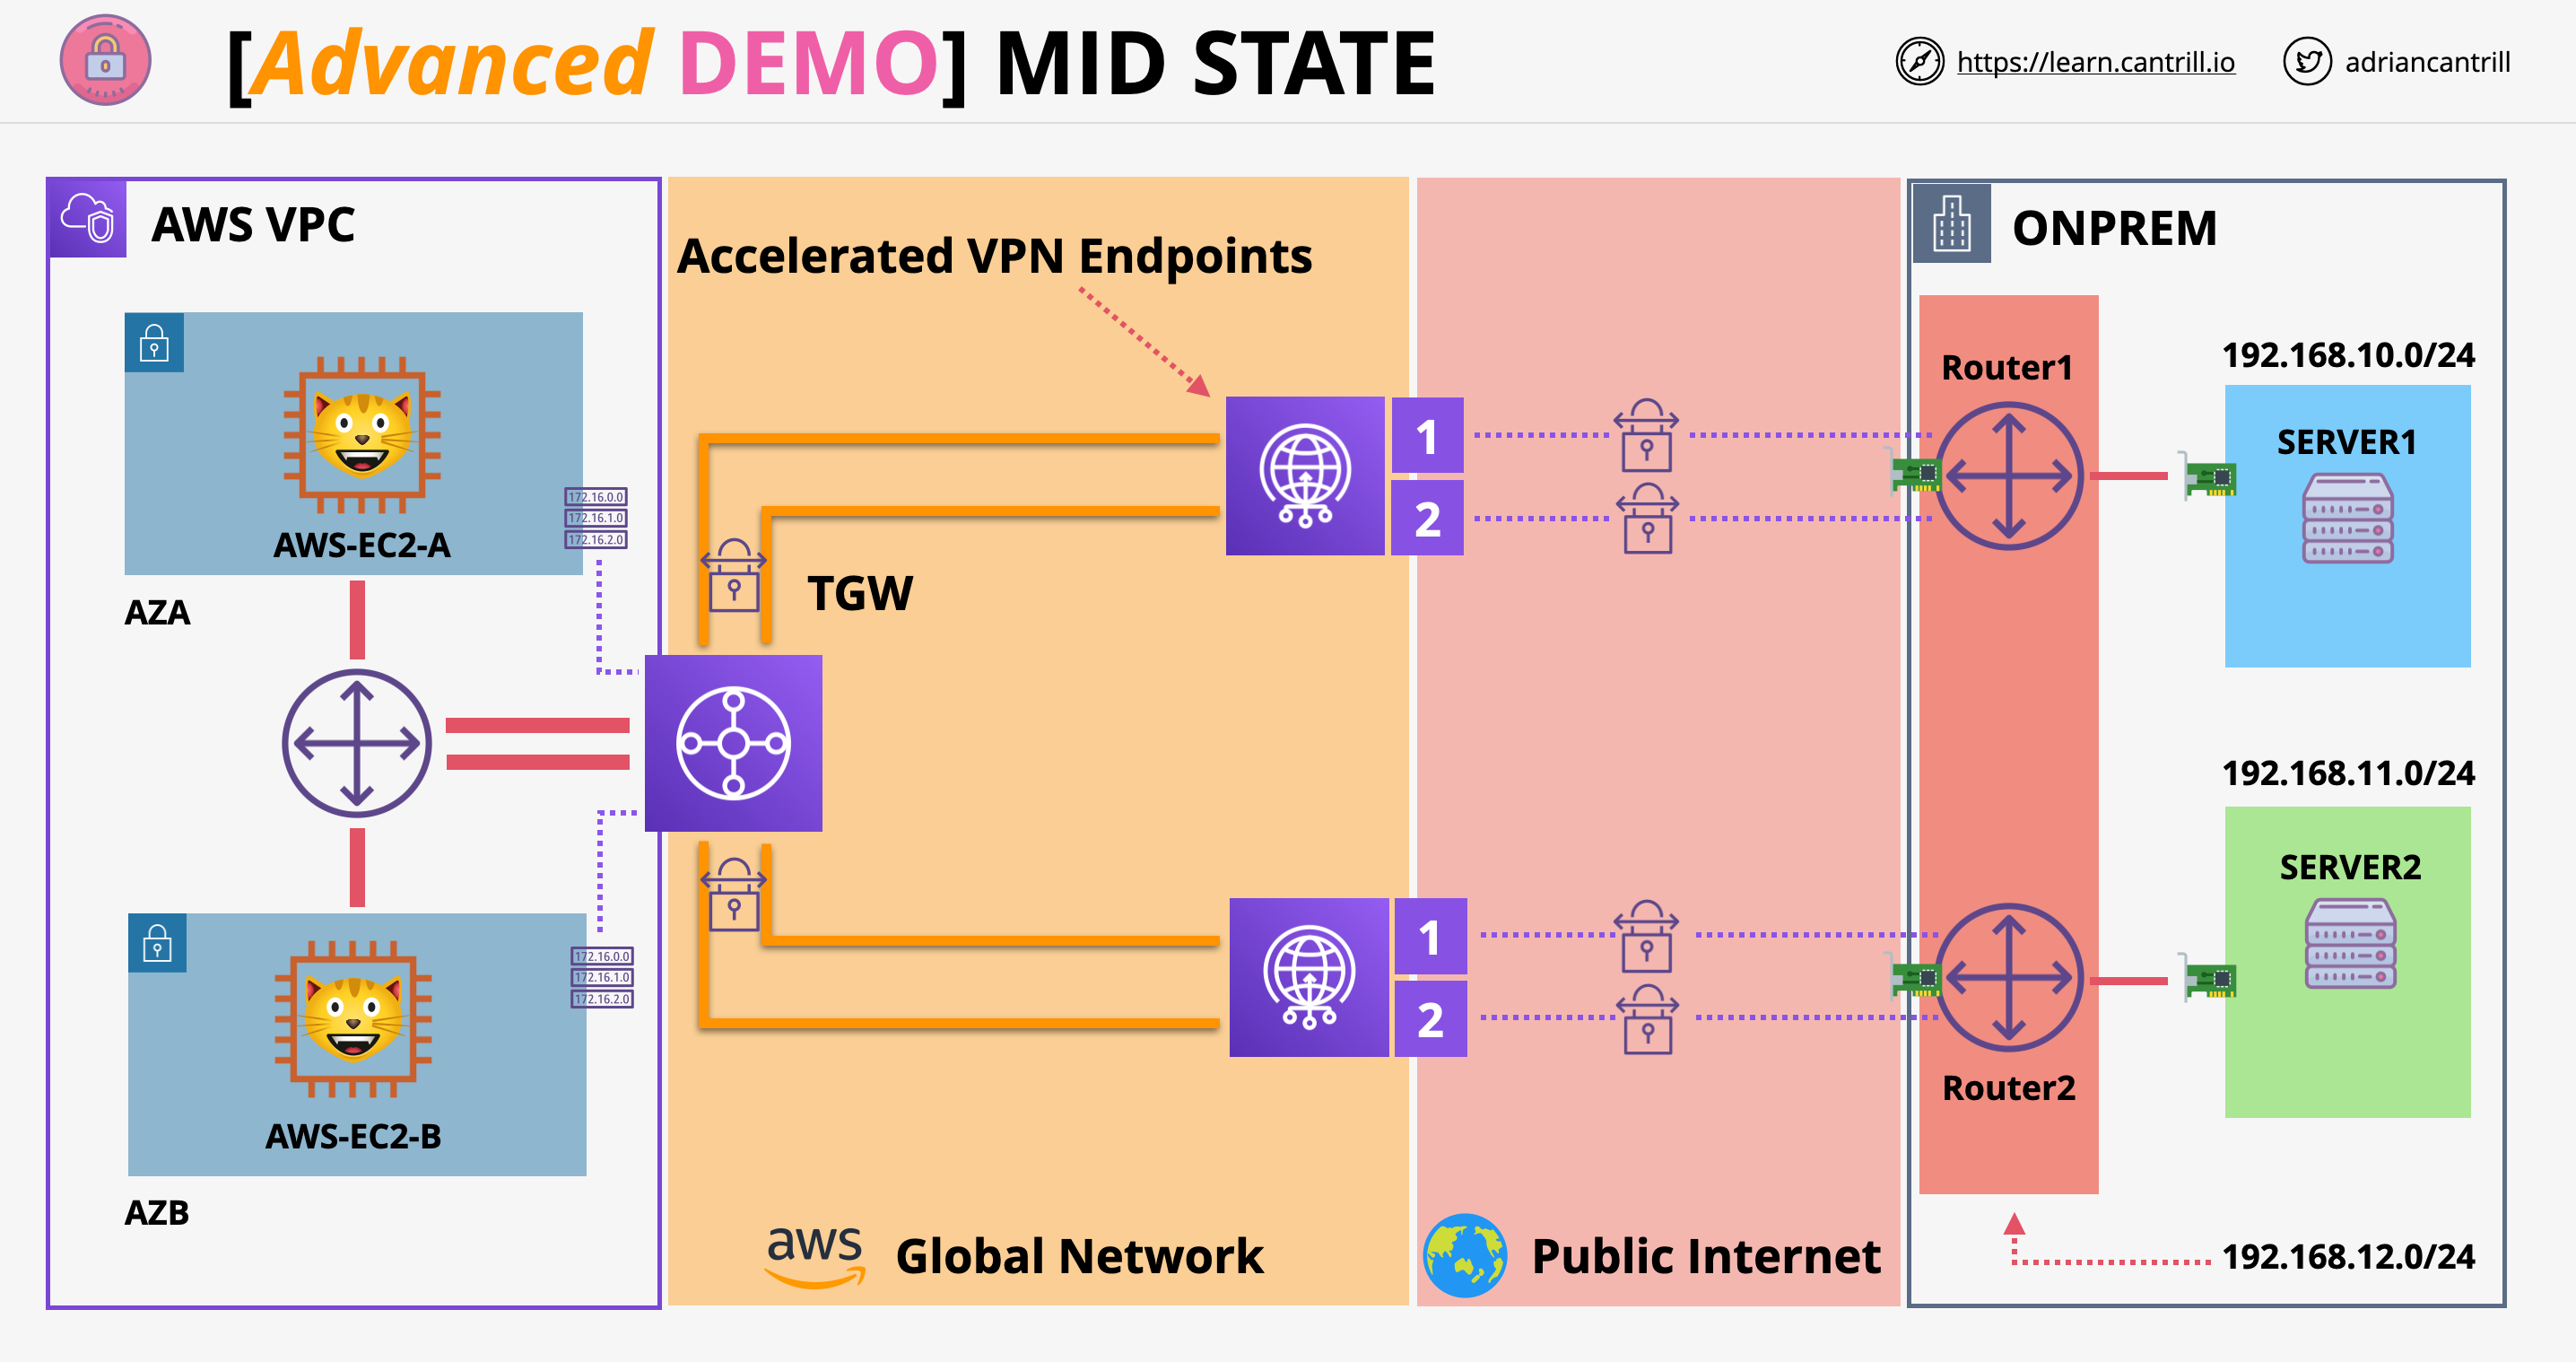 [Advanced DEMO] MID STATE
https://learn.cantrill.io
adriancantrill
AWS VPC
AWS-EC2-A
172.16.0.0
172.16.1.0
172.16.2.0
AZA
AWS-EC2-B
172.16.0.0
172.16.1.0
172.16.2.0
AZB
Accelerated VPN Endpoints
TGW
1
2
1
2
aws
Global Network
Public Internet
ONPREM
Router1
192.168.10.0/24
SERVER1
192.168.11.0/24
SERVER2
Router2
192.168.12.0/24